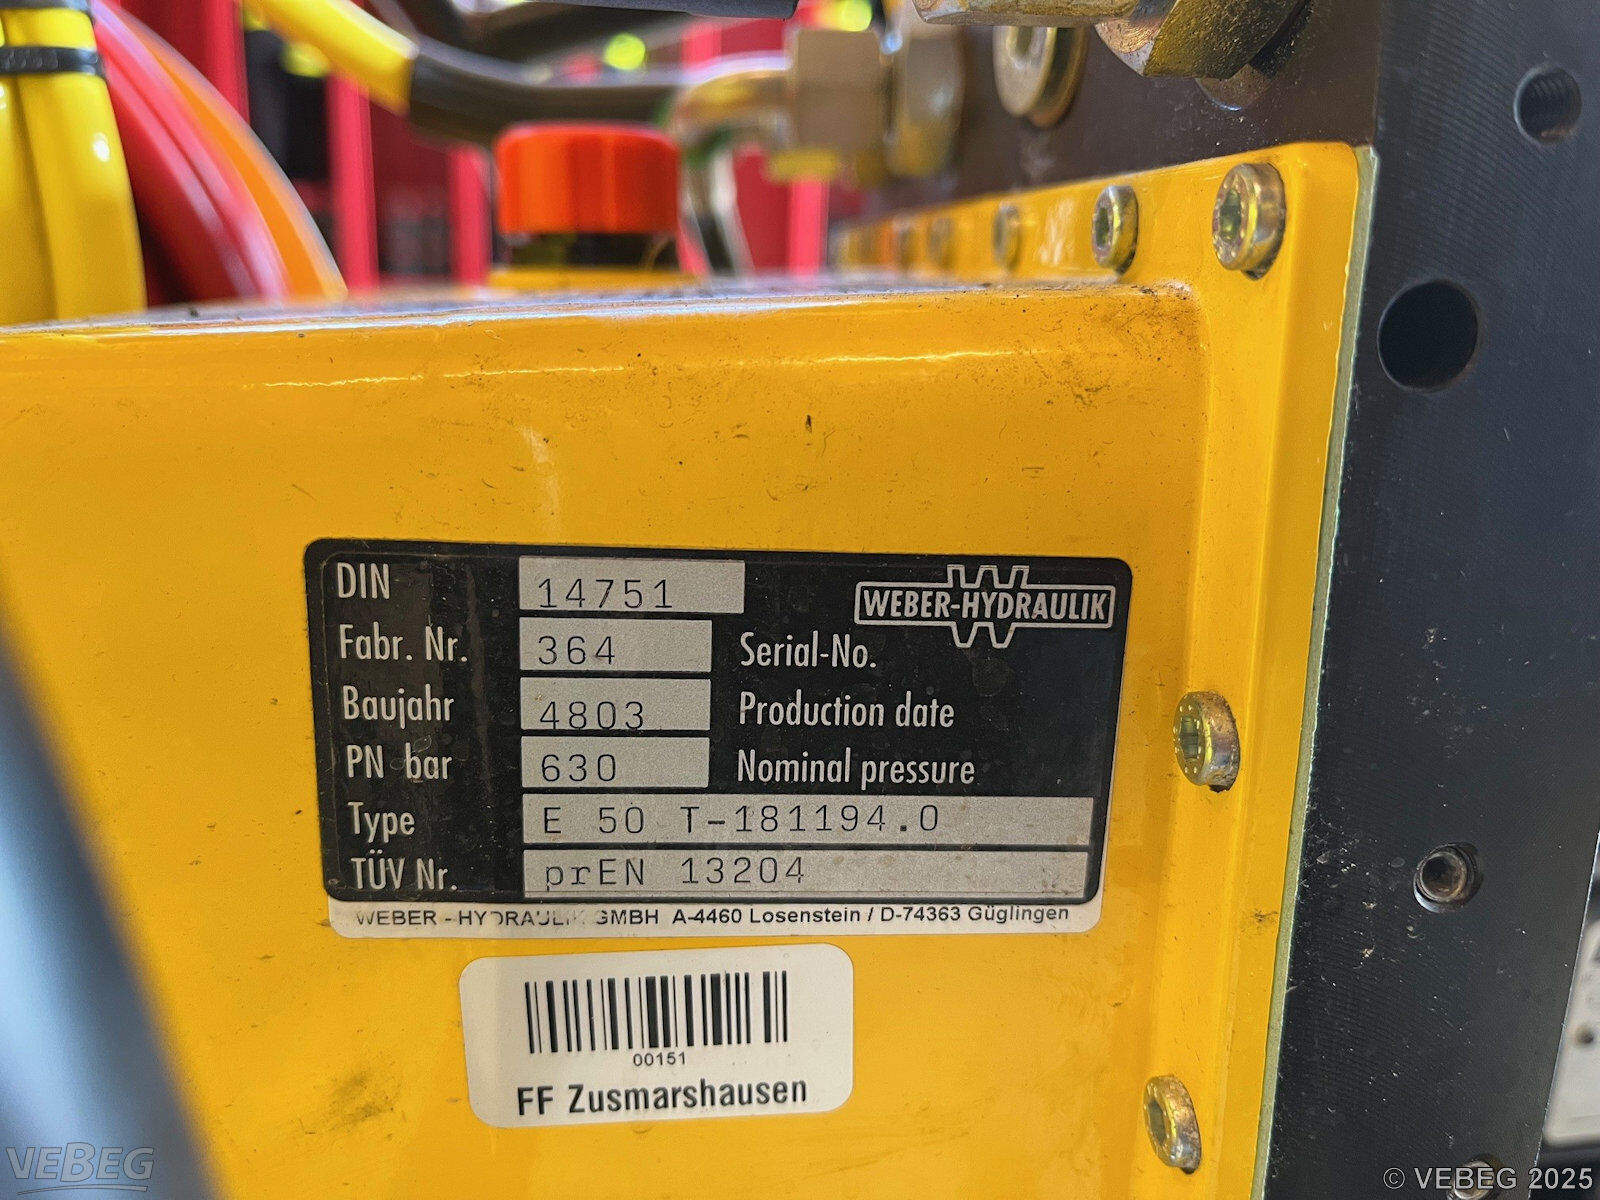 DIN 14751 WEBER-HYDRAULIK
Fabr. Nr. 364 Serial-No.
Baujahr 4803 Production date
PN bar 630 Nominal pressure
Type E 50 T-181194.0
TÜV Nr. prEN 13204
WEBER - HYDRAULIK GMBH A-4460 Losenstein / D-74363 Güglingen
00151
FF Zusmarshausen
VEBEG
© VEBEG 2025